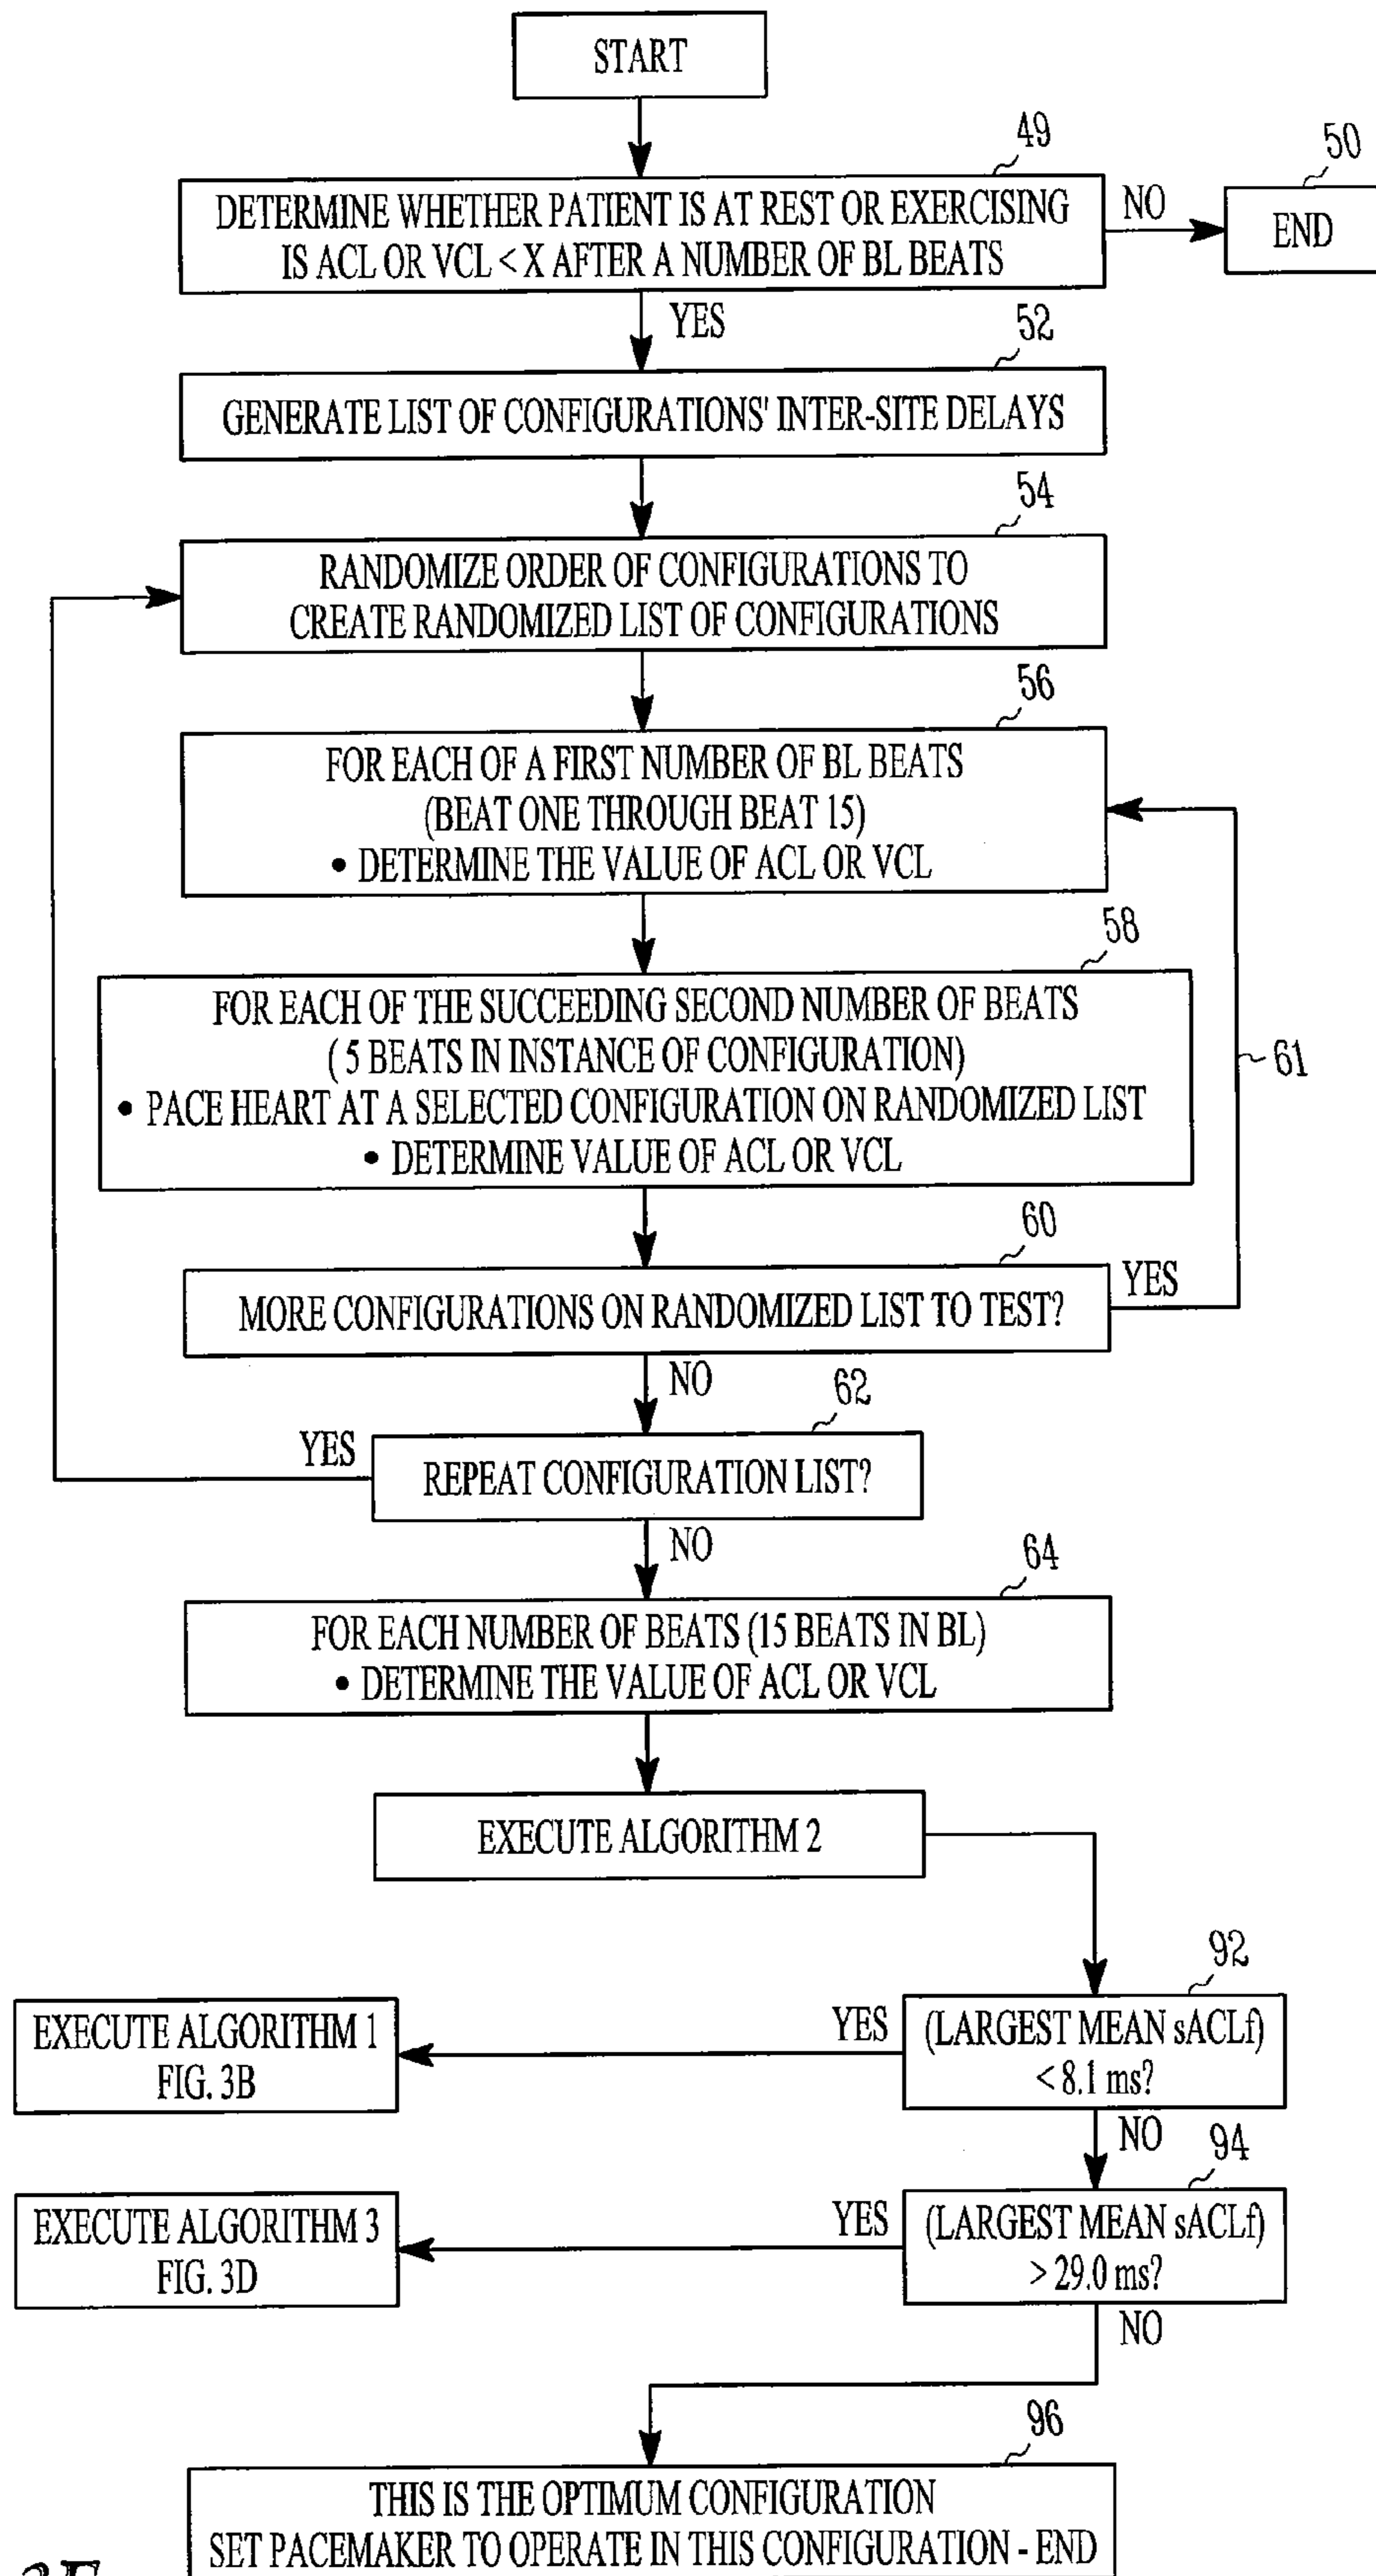 START
49
50
DETERMINE WHETHER PATIENT IS AT REST OR EXERCISING
IS ACL OR VCL < X AFTER A NUMBER OF BL BEATS
NO
END
YES
52
GENERATE LIST OF CONFIGURATIONS' INTER-SITE DELAYS
54
RANDOMIZE ORDER OF CONFIGURATIONS TO
CREATE RANDOMIZED LIST OF CONFIGURATIONS
56
FOR EACH OF A FIRST NUMBER OF BL BEATS
(BEAT ONE THROUGH BEAT 15)
• DETERMINE THE VALUE OF ACL OR VCL
58
FOR EACH OF THE SUCCEEDING SECOND NUMBER OF BEATS
( 5 BEATS IN INSTANCE OF CONFIGURATION)
• PACE HEART AT A SELECTED CONFIGURATION ON RANDOMIZED LIST
• DETERMINE VALUE OF ACL OR VCL
61
60
MORE CONFIGURATIONS ON RANDOMIZED LIST TO TEST?
YES
NO
62
YES
REPEAT CONFIGURATION LIST?
NO
64
FOR EACH NUMBER OF BEATS (15 BEATS IN BL)
• DETERMINE THE VALUE OF ACL OR VCL
EXECUTE ALGORITHM 2
92
EXECUTE ALGORITHM 1
FIG. 3B
YES
(LARGEST MEAN sACLf)
< 8.1 ms?
NO
94
EXECUTE ALGORITHM 3
FIG. 3D
YES
(LARGEST MEAN sACLf)
> 29.0 ms?
NO
96
THIS IS THE OPTIMUM CONFIGURATION
SET PACEMAKER TO OPERATE IN THIS CONFIGURATION - END